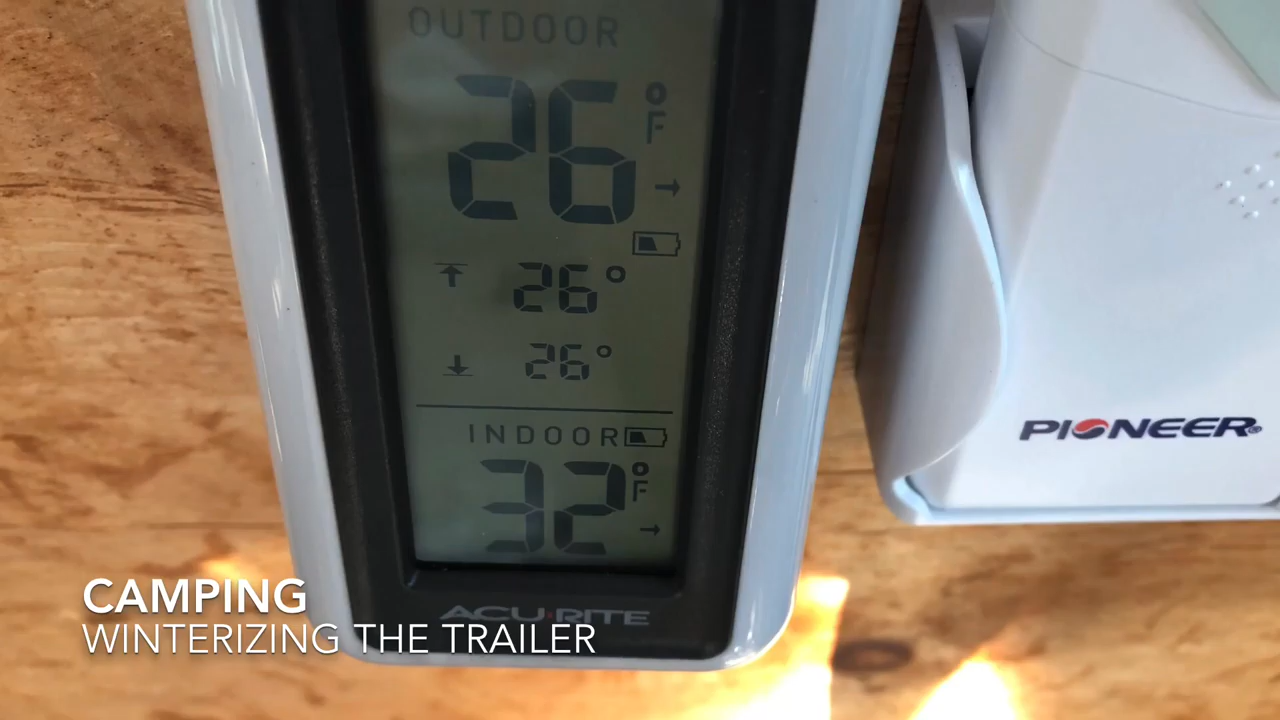 OUTDOOR
26°F →
26°
26°
INDOOR
32°F →
ACU·RITE
PIONEER®
CAMPING
WINTERIZING THE TRAILER